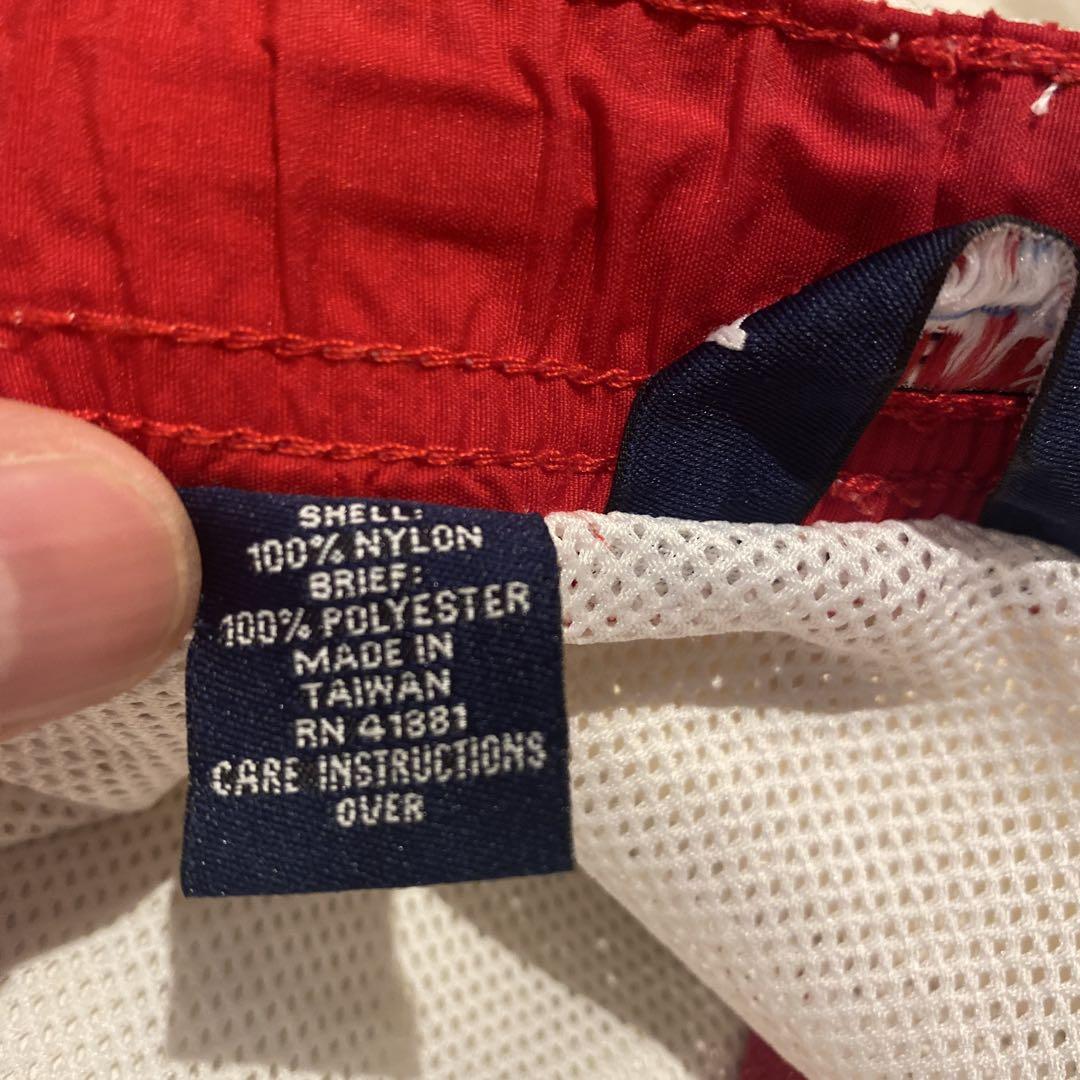 SHELL:
100% NYLON
BRIEF:
100% POLYESTER
MADE IN
TAIWAN
RN 41381
CARE INSTRUCTIONS
OVER